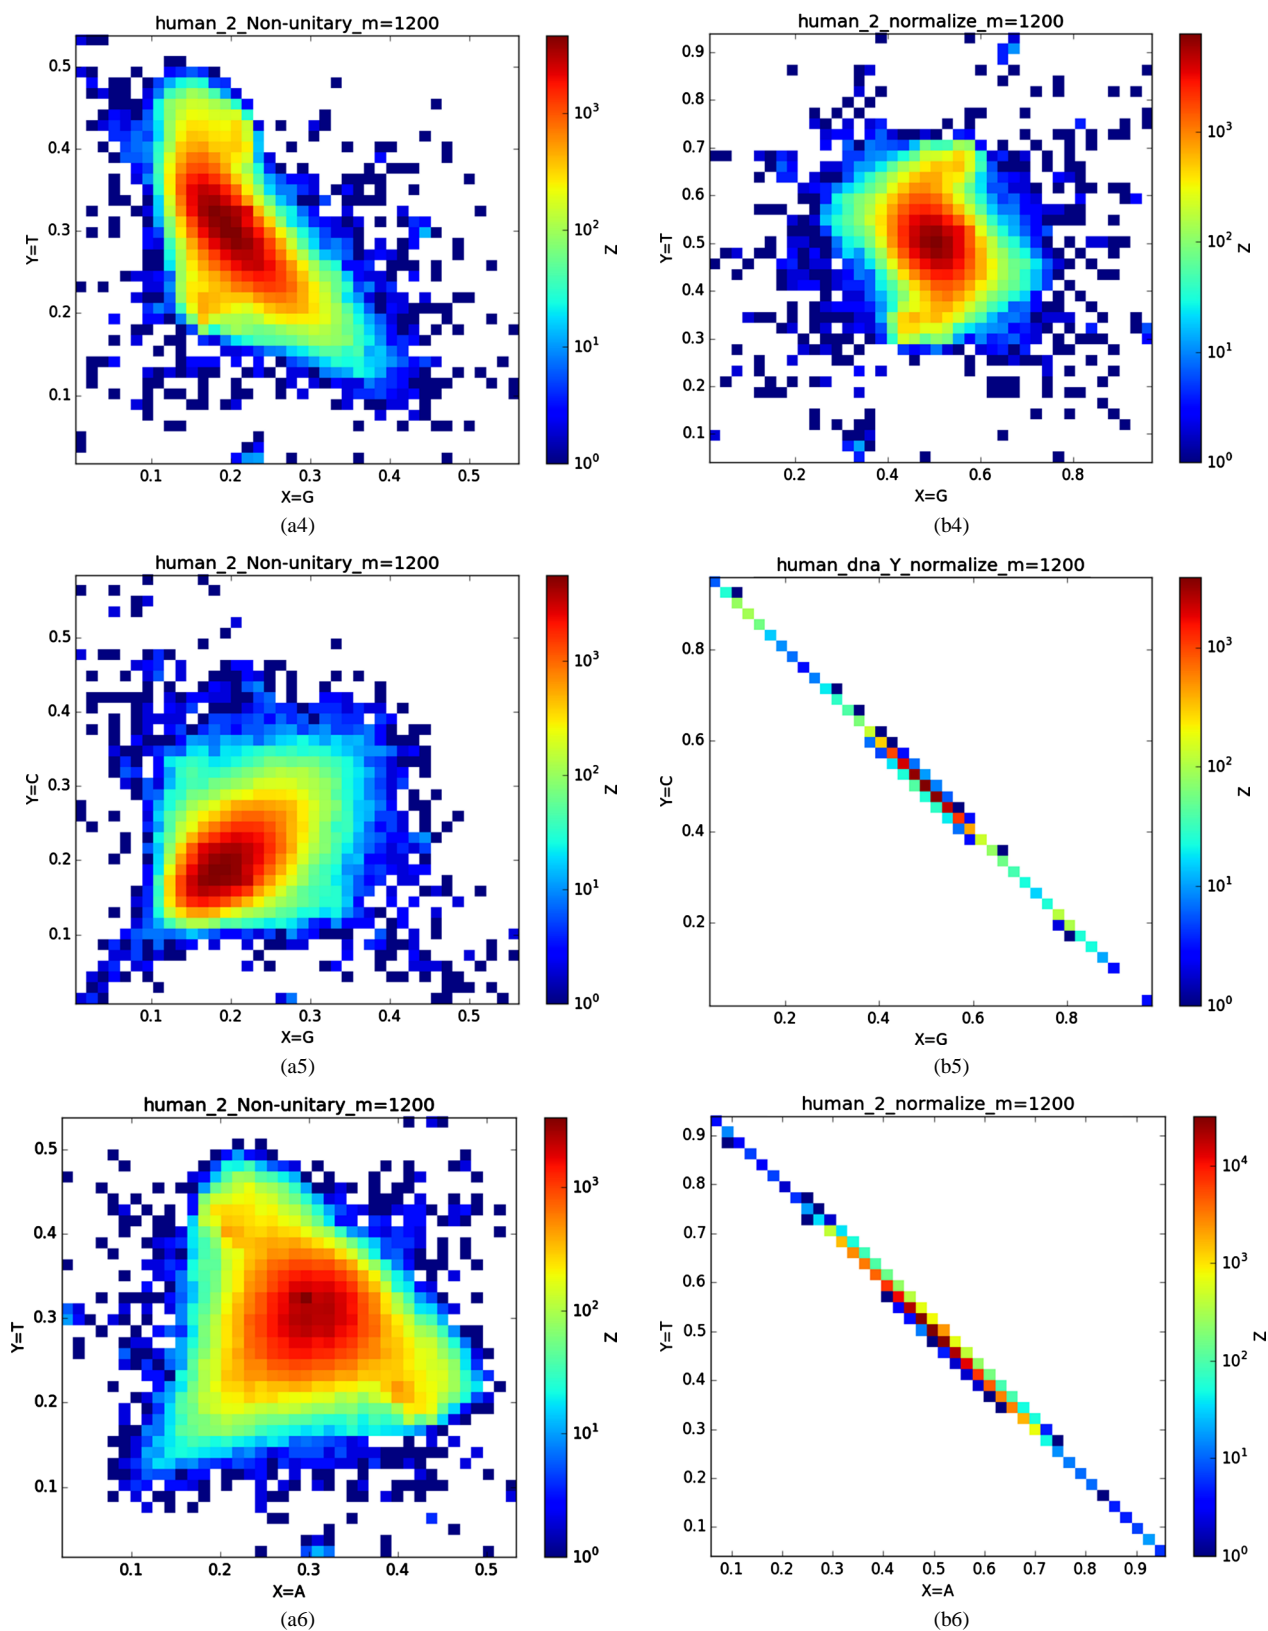 human_2_Non-unitary_m=1200
0.5
0.4
0.3
0.2
0.1
Y=T
0.1 0.2 0.3 0.4 0.5
X=G
10³
10²
10¹
10⁰
Z
(a4)
human_2_normalize_m=1200
0.9
0.8
0.7
0.6
0.5
0.4
0.3
0.2
0.1
Y=T
0.2 0.4 0.6 0.8
X=G
10³
10²
10¹
10⁰
Z
(b4)
human_2_Non-unitary_m=1200
0.5
0.4
0.3
0.2
0.1
Y=C
0.1 0.2 0.3 0.4 0.5
X=G
10³
10²
10¹
10⁰
Z
(a5)
human_dna_Y_normalize_m=1200
0.8
0.6
0.4
0.2
Y=C
0.2 0.4 0.6 0.8
X=G
10³
10²
10¹
10⁰
Z
(b5)
human_2_Non-unitary_m=1200
0.5
0.4
0.3
0.2
0.1
Y=T
0.1 0.2 0.3 0.4 0.5
X=A
10³
10²
10¹
10⁰
Z
(a6)
human_2_normalize_m=1200
0.9
0.8
0.7
0.6
0.5
0.4
0.3
0.2
0.1
Y=T
0.1 0.2 0.3 0.4 0.5 0.6 0.7 0.8 0.9
X=A
10⁴
10³
10²
10¹
10⁰
Z
(b6)